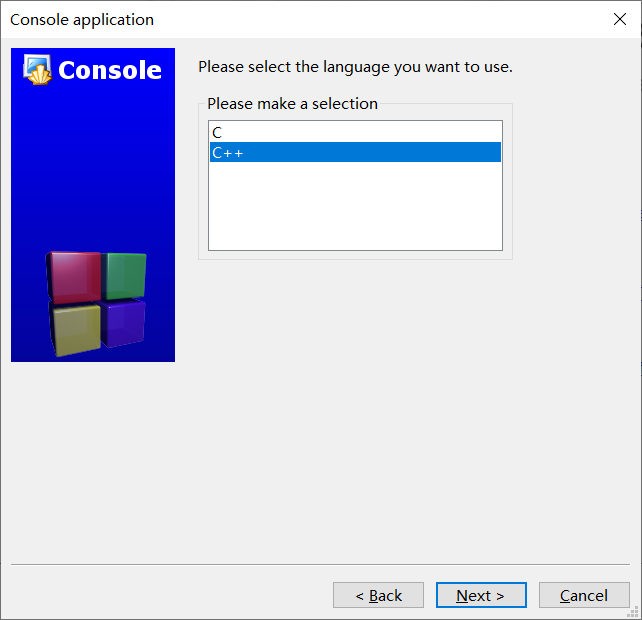 Console application
Console
Please select the language you want to use.
Please make a selection
C
C++
< Back
Next >
Cancel